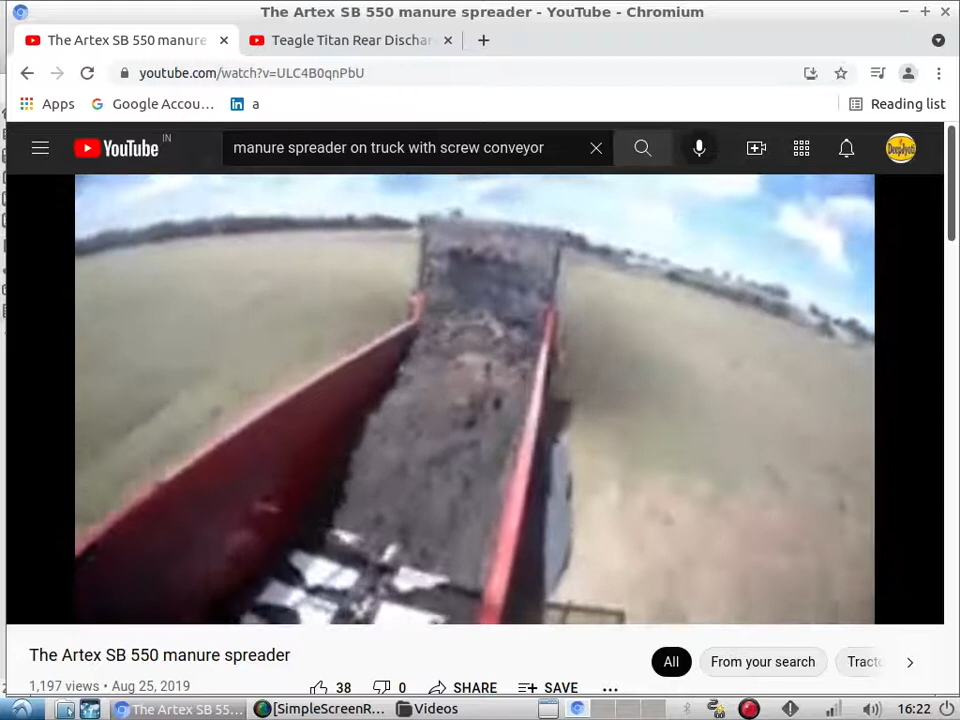 The Artex SB 550 manure spreader - YouTube - Chromium
The Artex SB 550 manure
Teagle Titan Rear Dischar
youtube.com/watch?v=ULC4B0qnPbU
Apps
Google Accou...
a
Reading list
YouTube IN
manure spreader on truck with screw conveyor
DeepJyoti
The Artex SB 550 manure spreader
All
From your search
Tracto
1,197 views • Aug 25, 2019
38
0
SHARE
SAVE
The Artex SB 55...
[SimpleScreenR...
Videos
16:22